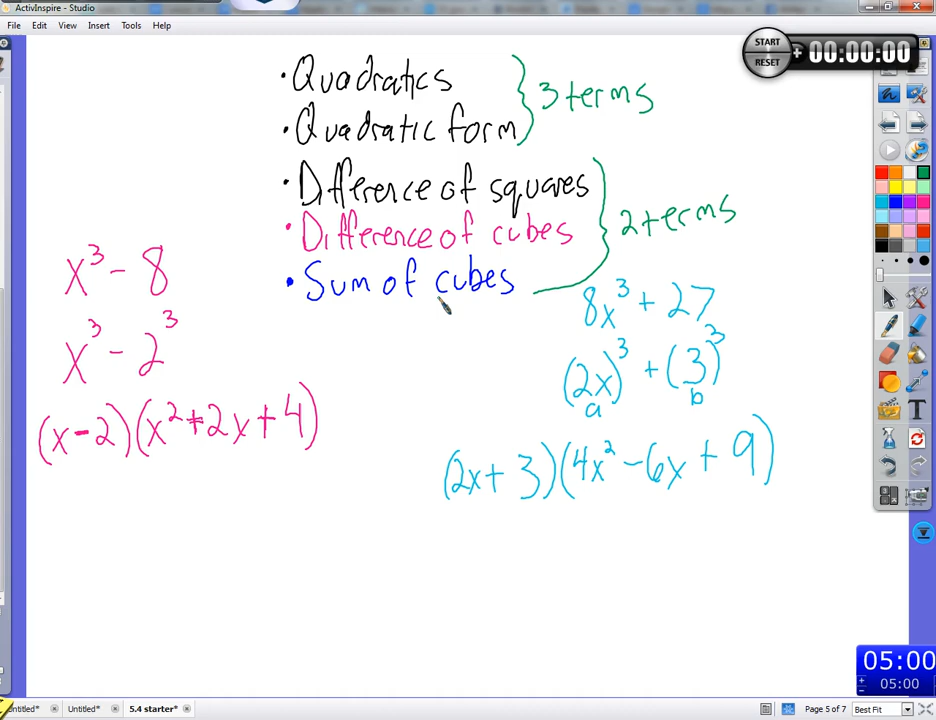 ActivInspire - Studio
File Edit View Insert Tools Help
START
RESET
+ 00:00:00
• Quadratics
• Quadratic form
} 3 terms
• Difference of squares
• Difference of cubes
• Sum of cubes
} 2 terms
x³ - 8
x³ - 2³
(x-2)(x²+2x+4)
8x³ + 27
(2x)³ + (3)³
a b
(2x+3)(4x²-6x+9)
05:00
05:00
ntitled* Untitled* 5.4 starter* Page 5 of 7 Best Fit